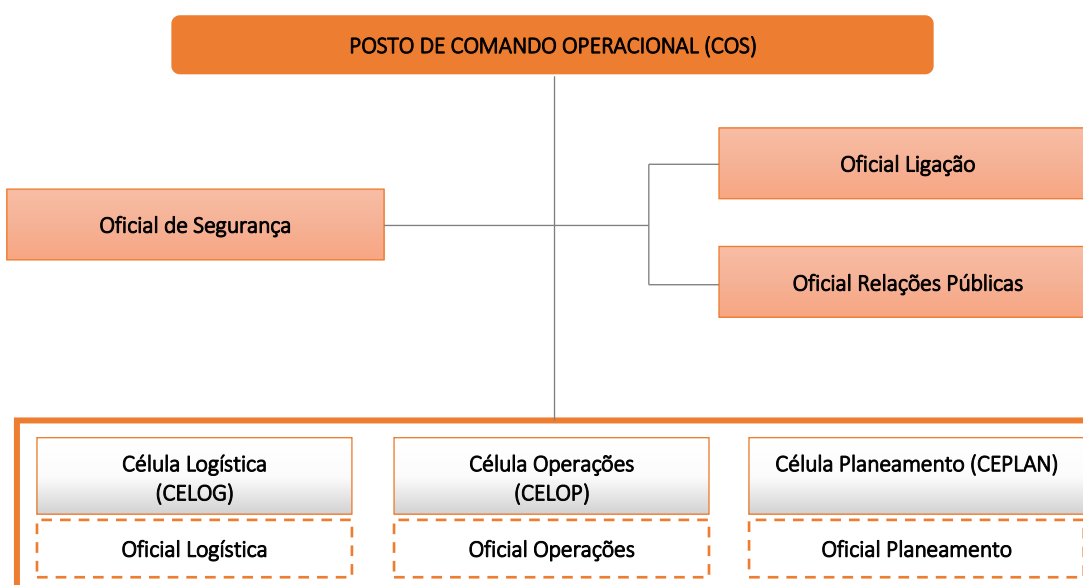 POSTO DE COMANDO OPERACIONAL (COS)
Oficial Ligação
Oficial de Segurança
Oficial Relações Públicas
Célula Logística
(CELOG)
Célula Operações
(CELOP)
Célula Planeamento (CEPLAN)
Oficial Logística
Oficial Operações
Oficial Planeamento